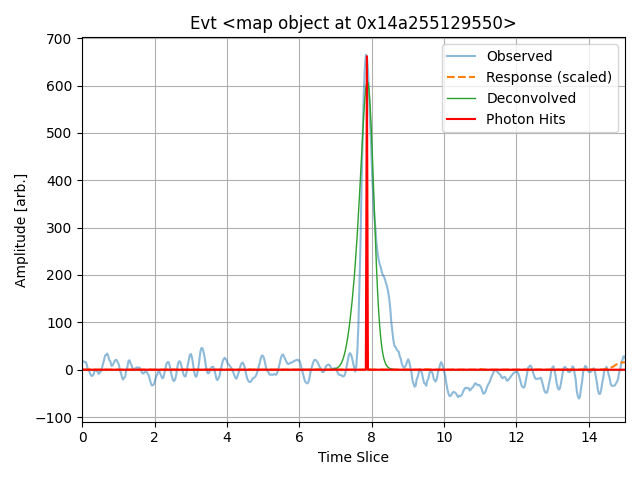 Evt <map object at 0x14a255129550>
Observed
Response (scaled)
Deconvolved
Photon Hits
Amplitude [arb.]
700
600
500
400
300
200
100
0
−100
0 2 4 6 8 10 12 14
Time Slice